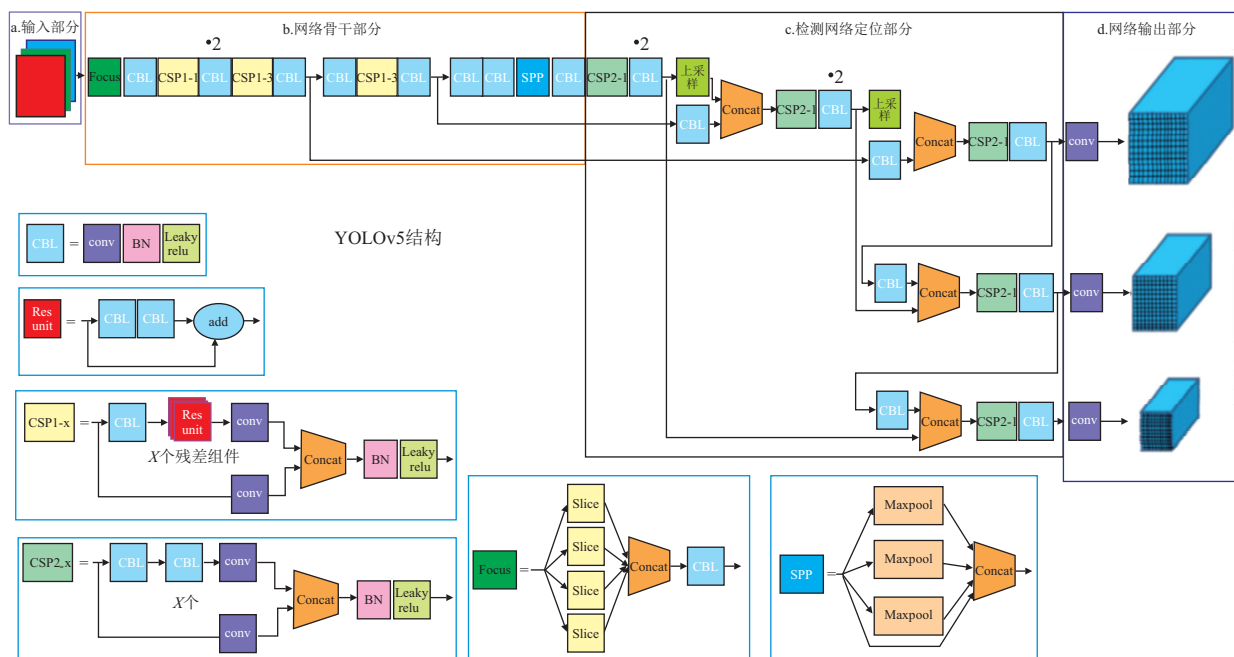 a.输入部分
b.网络骨干部分
c.检测网络定位部分
d.网络输出部分
•2
•2
•2
Focus CBL CSP1-1 CBL CSP1-3 CBL CBL CSP1-3 CBL CBL CBL SPP CBL CSP2-1 CBL 上采样
CBL Concat CSP2-1 CBL 上采样
CBL Concat CSP2-1 CBL conv
CBL = conv BN Leaky relu
YOLOv5结构
CBL Concat CSP2-1 CBL conv
Res unit = CBL CBL add
CBL Concat CSP2-1 CBL conv
CSP1-x = CBL Res unit conv
X个残差组件
conv
Concat BN Leaky relu
CSP2-x = CBL CBL conv
X个
conv
Concat BN Leaky relu
Focus =
Slice
Slice
Slice
Slice
Concat CBL
SPP =
Maxpool
Maxpool
Maxpool
Concat